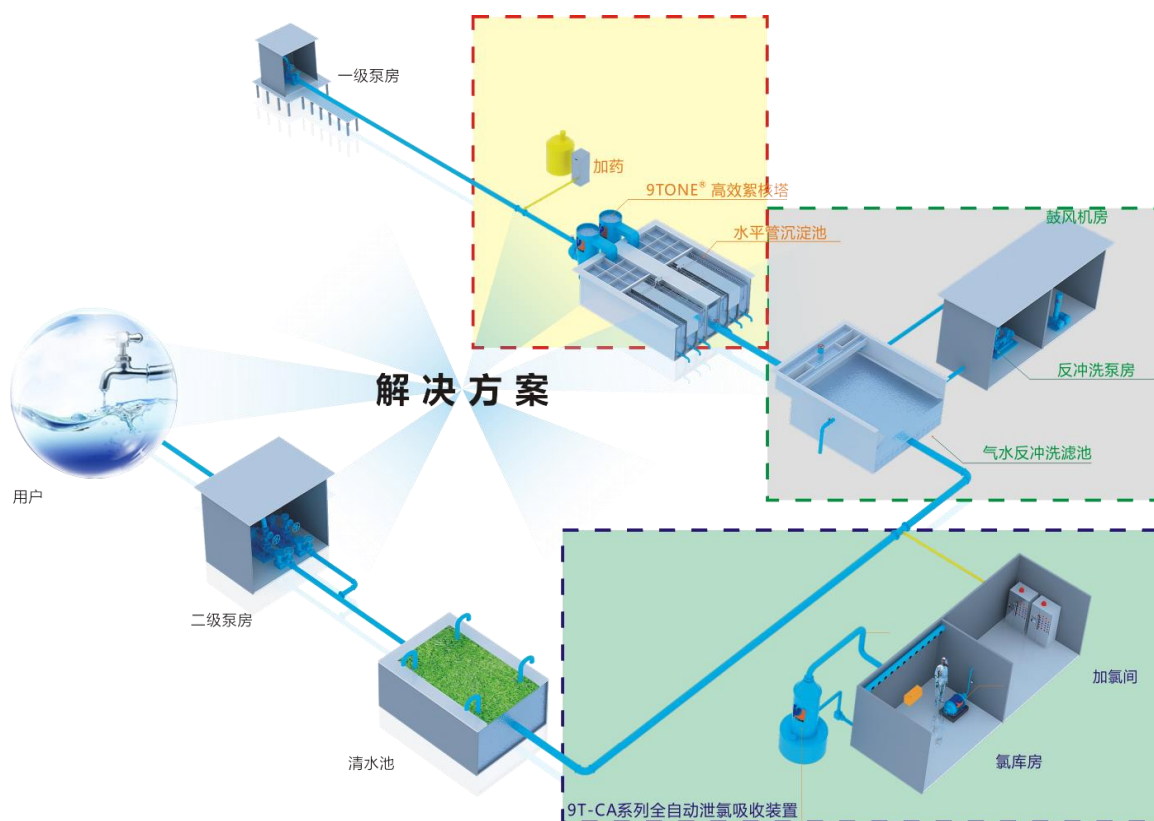 一级泵房
加药
9TONE® 高效絮核塔
水平管沉淀池
鼓风机房
反冲洗泵房
气水反冲洗滤池
解决方案
用户
二级泵房
清水池
加氯间
氯库房
9T-CA系列全自动泄氯吸收装置